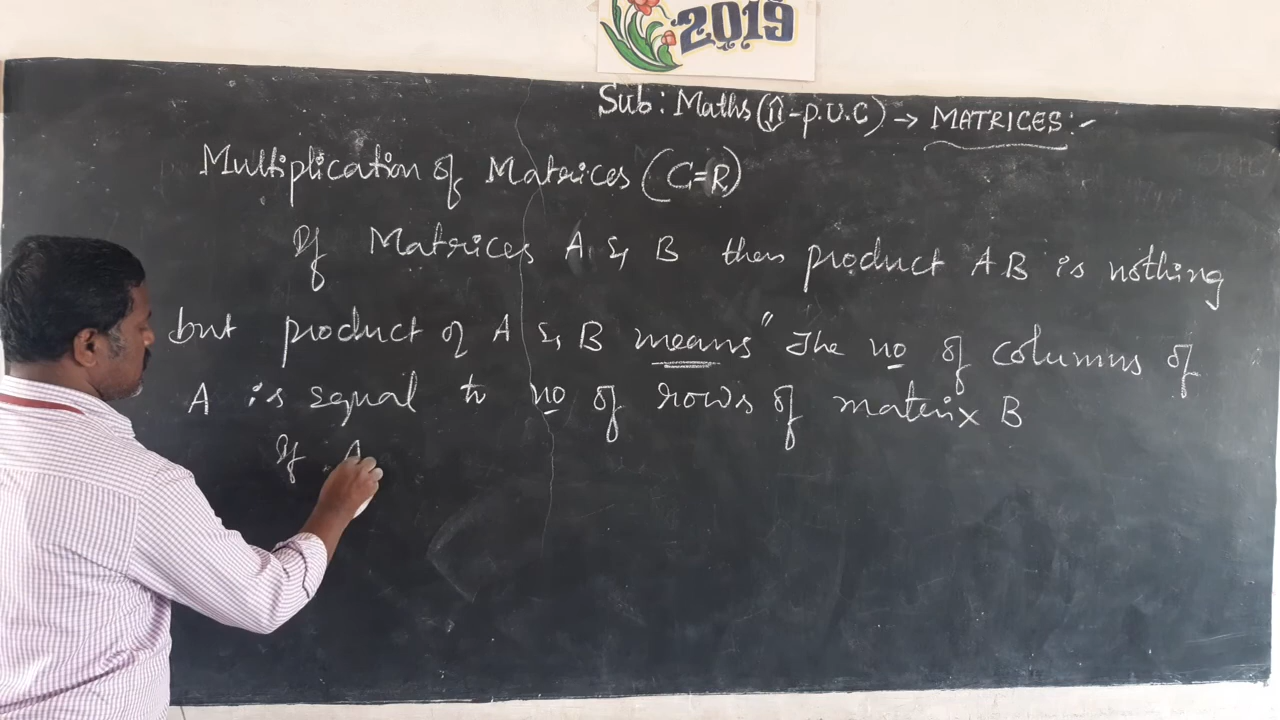 2019
Sub : Maths (II - P.U.C) → MATRICES :-
Multiplication of Matrices (C=R)
If Matrices A & B then product AB is nothing
but product of A & B means " The no of columns of
A is equal to no of rows of matrix B
If A